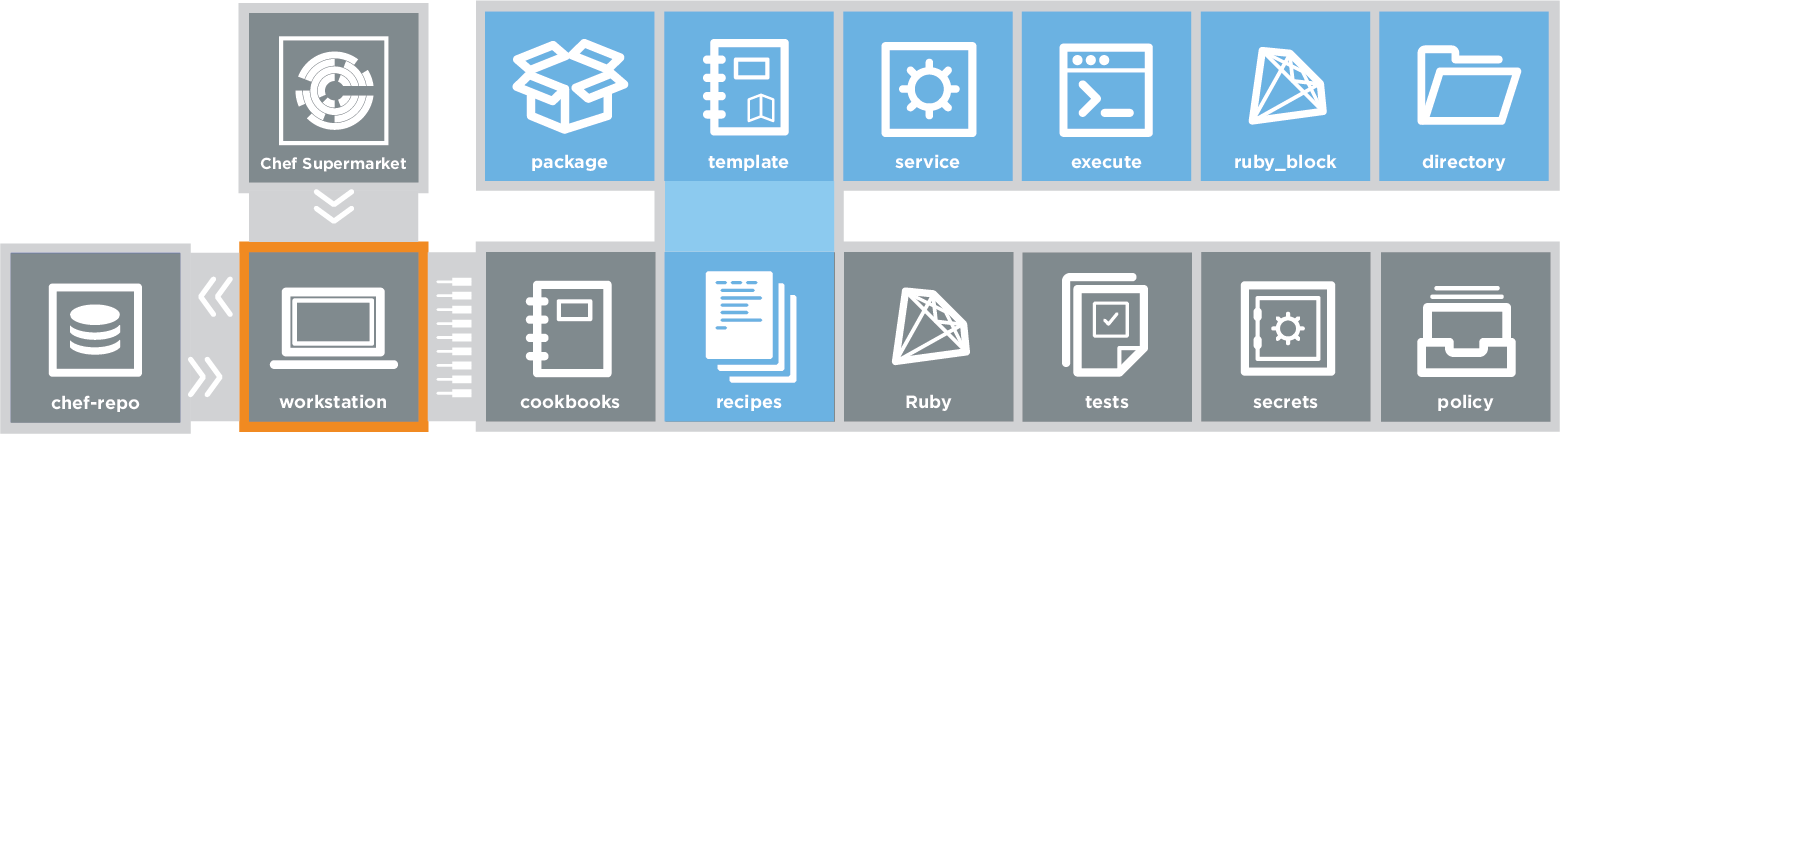 Chef Supermarket
package
template
service
execute
ruby_block
directory
chef-repo
workstation
cookbooks
recipes
Ruby
tests
secrets
policy